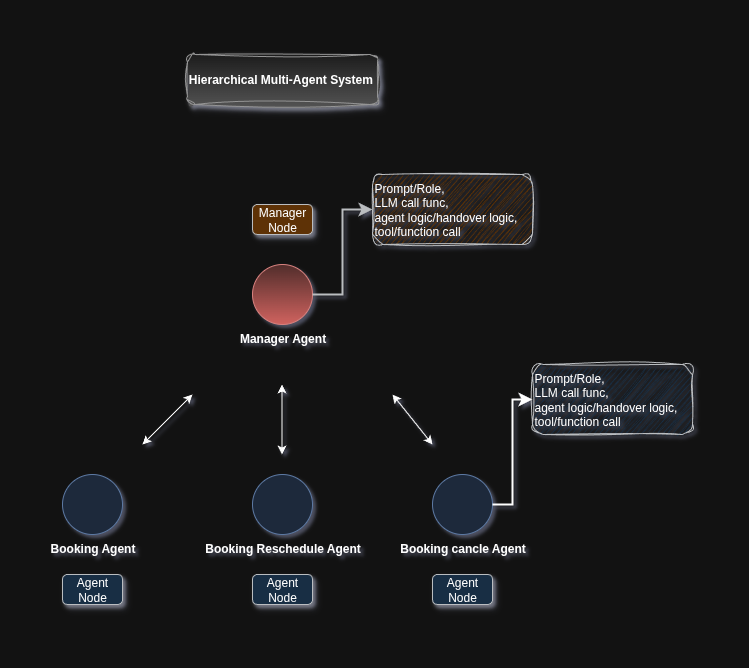 Hierarchical Multi-Agent System
Prompt/Role,
LLM call func,
agent logic/handover logic,
tool/function call
Manager
Node
Manager Agent
Prompt/Role,
LLM call func,
agent logic/handover logic,
tool/function call
Booking Agent
Booking Reschedule Agent
Booking cancle Agent
Agent
Node
Agent
Node
Agent
Node